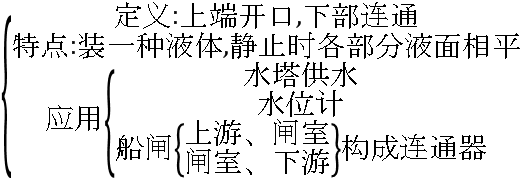 定义:上端开口,下部连通
特点:装一种液体,静止时各部分液面相平
应用
水塔供水
水位计
船闸
上游、闸室
闸室、下游
构成连通器